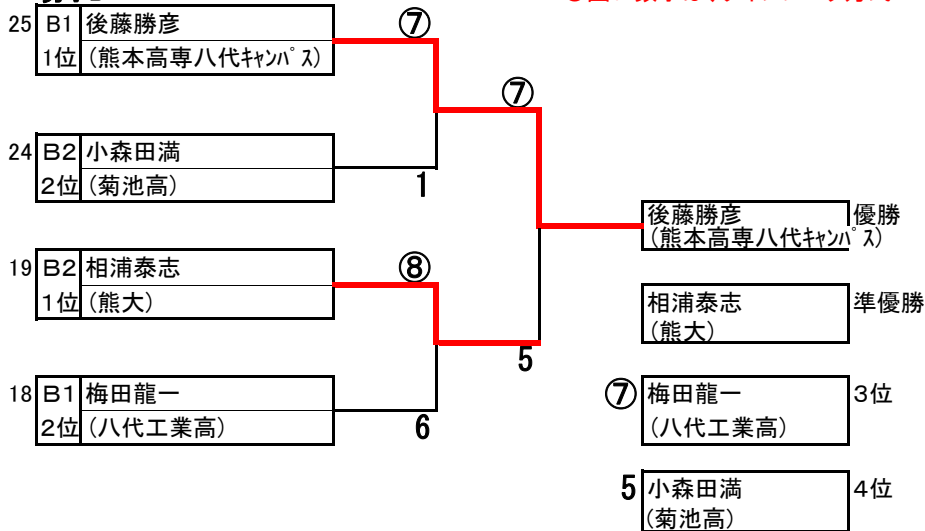 25 B1 後藤勝彦
1位 (熊本高専八代キャンパス)
⑦
⑦
24 B2 小森田満
2位 (菊池高)
1
後藤勝彦 優勝
(熊本高専八代キャンパス)
19 B2 相浦泰志
1位 (熊大)
⑧
相浦泰志 準優勝
(熊大)
5
18 B1 梅田龍一
2位 (八代工業高)
6
⑦ 梅田龍一 3位
(八代工業高)
5 小森田満 4位
(菊池高)